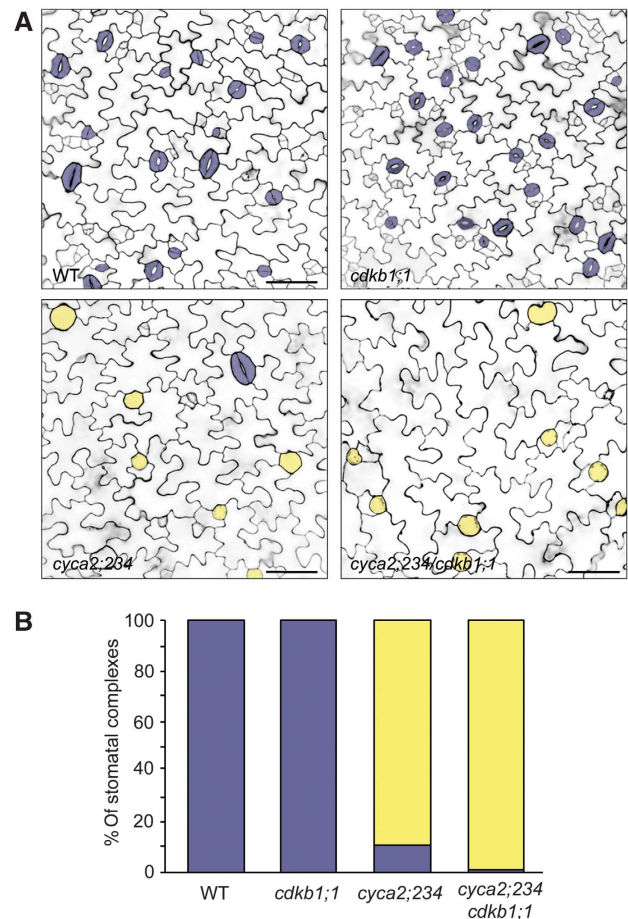 A
WT
cdkb1;1
cyca2;234
cyca2;234/cdkb1;1
B
% Of stomatal complexes
100
80
60
40
20
0
WT
cdkb1;1
cyca2;234
cyca2;234
cdkb1;1